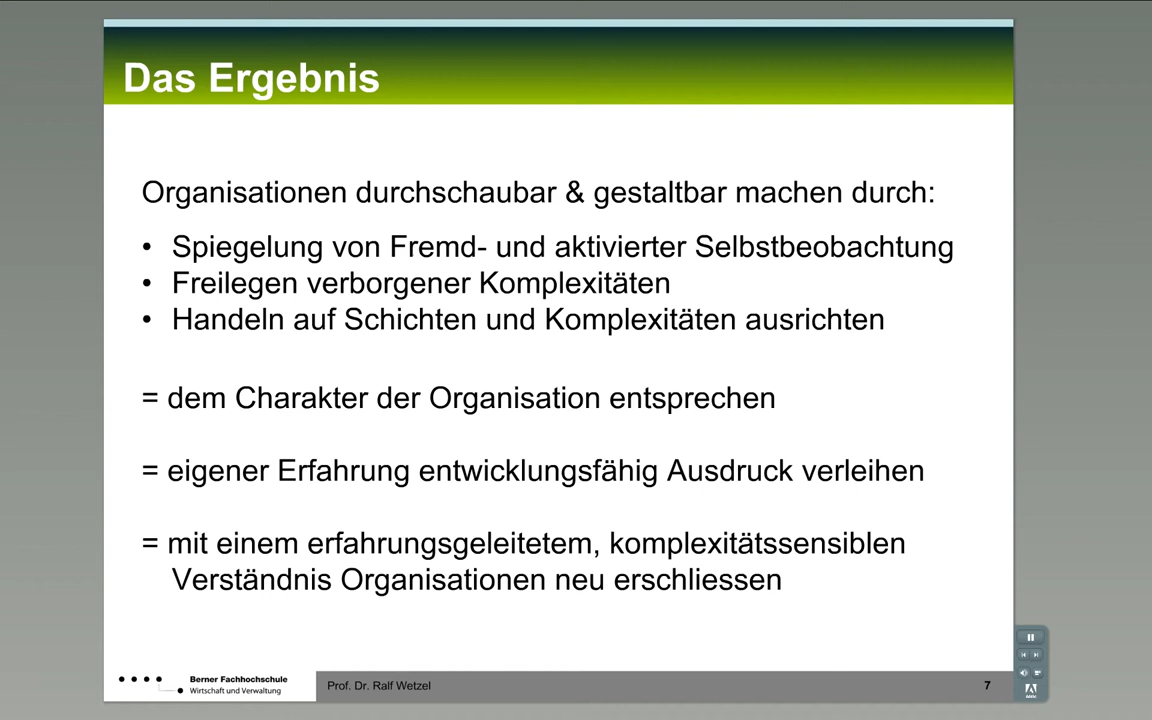 Das Ergebnis
Organisationen durchschaubar & gestaltbar machen durch:
• Spiegelung von Fremd- und aktivierter Selbstbeobachtung
• Freilegen verborgener Komplexitäten
• Handeln auf Schichten und Komplexitäten ausrichten
= dem Charakter der Organisation entsprechen
= eigener Erfahrung entwicklungsfähig Ausdruck verleihen
= mit einem erfahrungsgeleitetem, komplexitätssensiblen
Verständnis Organisationen neu erschliessen
Berner Fachhochschule
Wirtschaft und Verwaltung
Prof. Dr. Ralf Wetzel
7